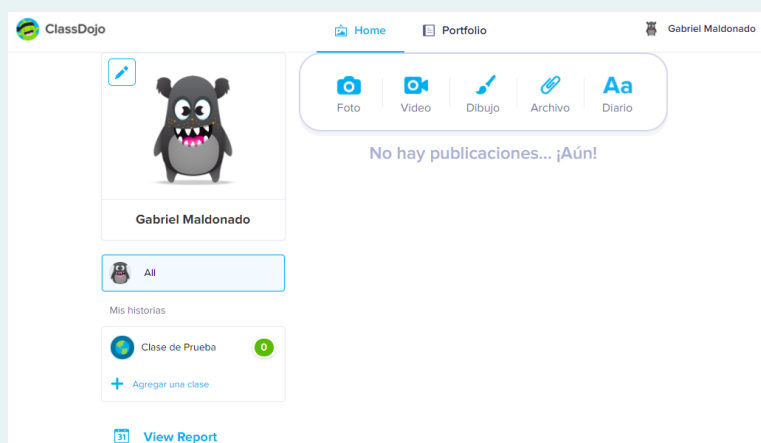 ClassDojo
Home
Portfolio
Gabriel Maldonado
Foto
Video
Dibujo
Aa
Archivo
Diario
No hay publicaciones... ¡Aún!
Gabriel Maldonado
All
Mis historias
Clase de Prueba
0
Agregar una clase
31
View Report